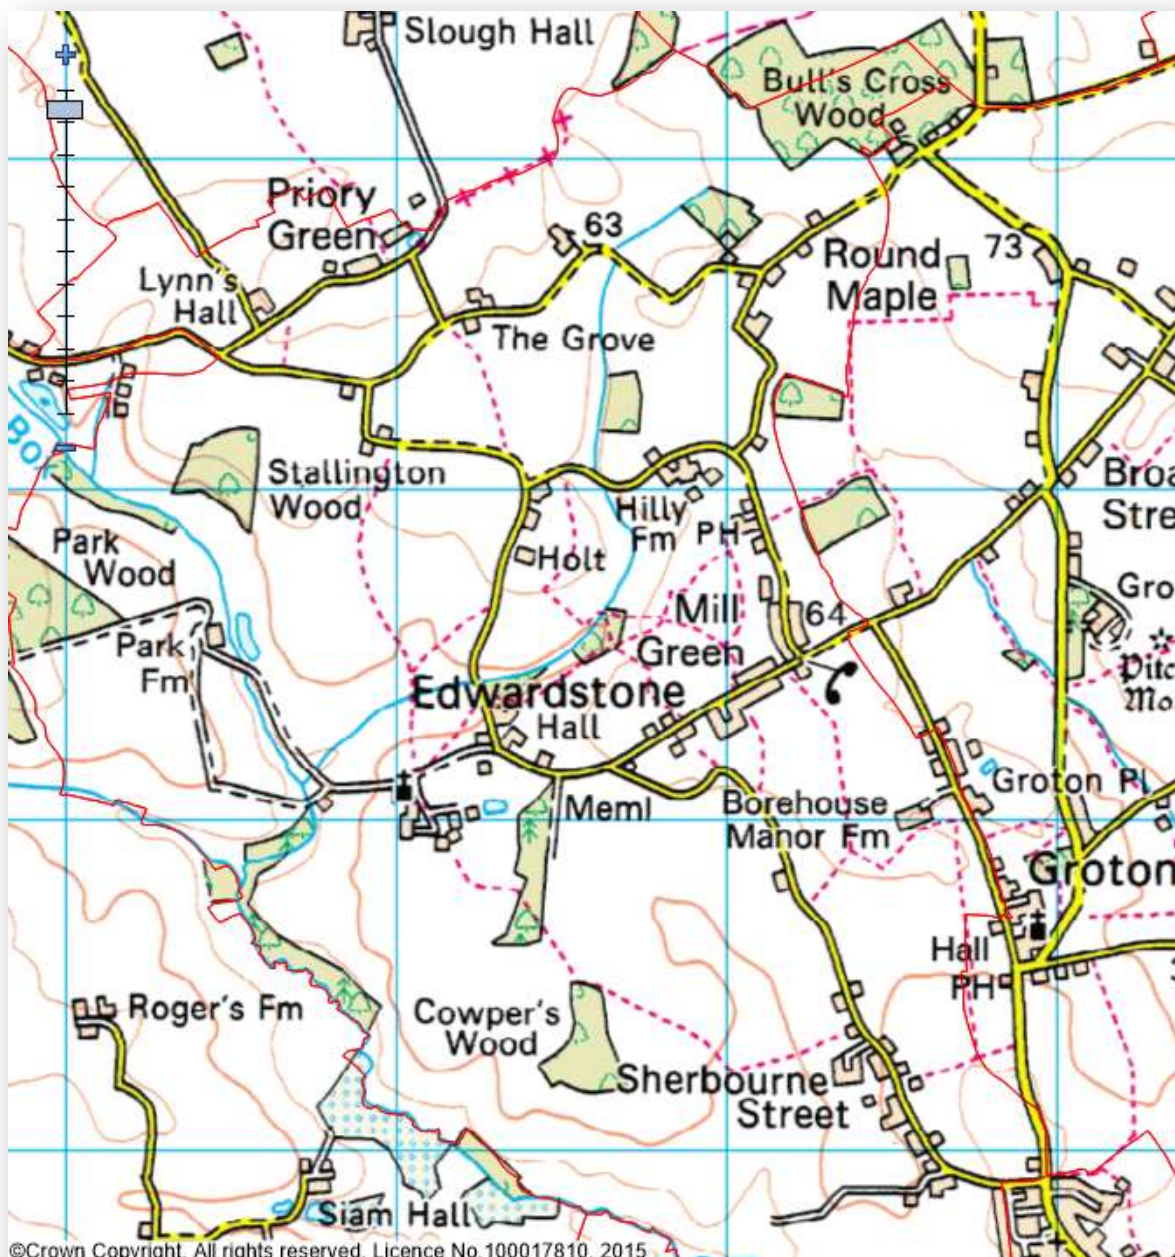 Slough Hall
Bull's Cross
Wood
Priory
Green
63
Round
Maple
73
Lynn's
Hall
The Grove
Stallington
Wood
Hilly
Fm
PH
Holt
Park
Wood
Mill
Green
64
Park
Fm
Edwardstone
Hall
Meml
Borehouse
Manor Fm
Groton Pl
Groton
Hall
PH
Roger's Fm
Cowper's
Wood
Sherbourne
Street
Siam Hall
©Crown Copyright. All rights reserved. Licence No.100017810, 2015